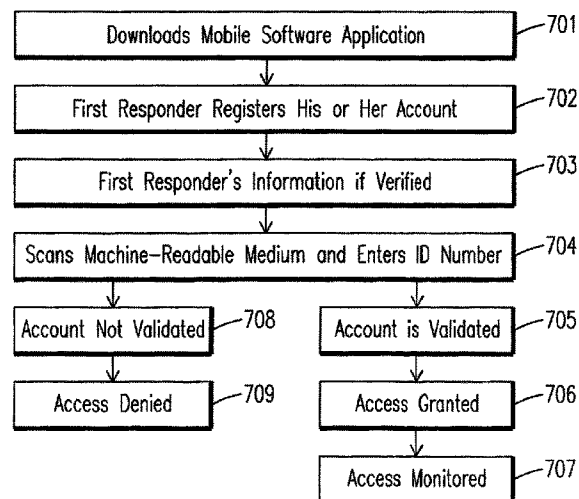 Downloads Mobile Software Application 701
First Responder Registers His or Her Account 702
First Responder's Information if Verified 703
Scans Machine-Readable Medium and Enters ID Number 704
Account Not Validated 708
Account is Validated 705
Access Denied 709
Access Granted 706
Access Monitored 707